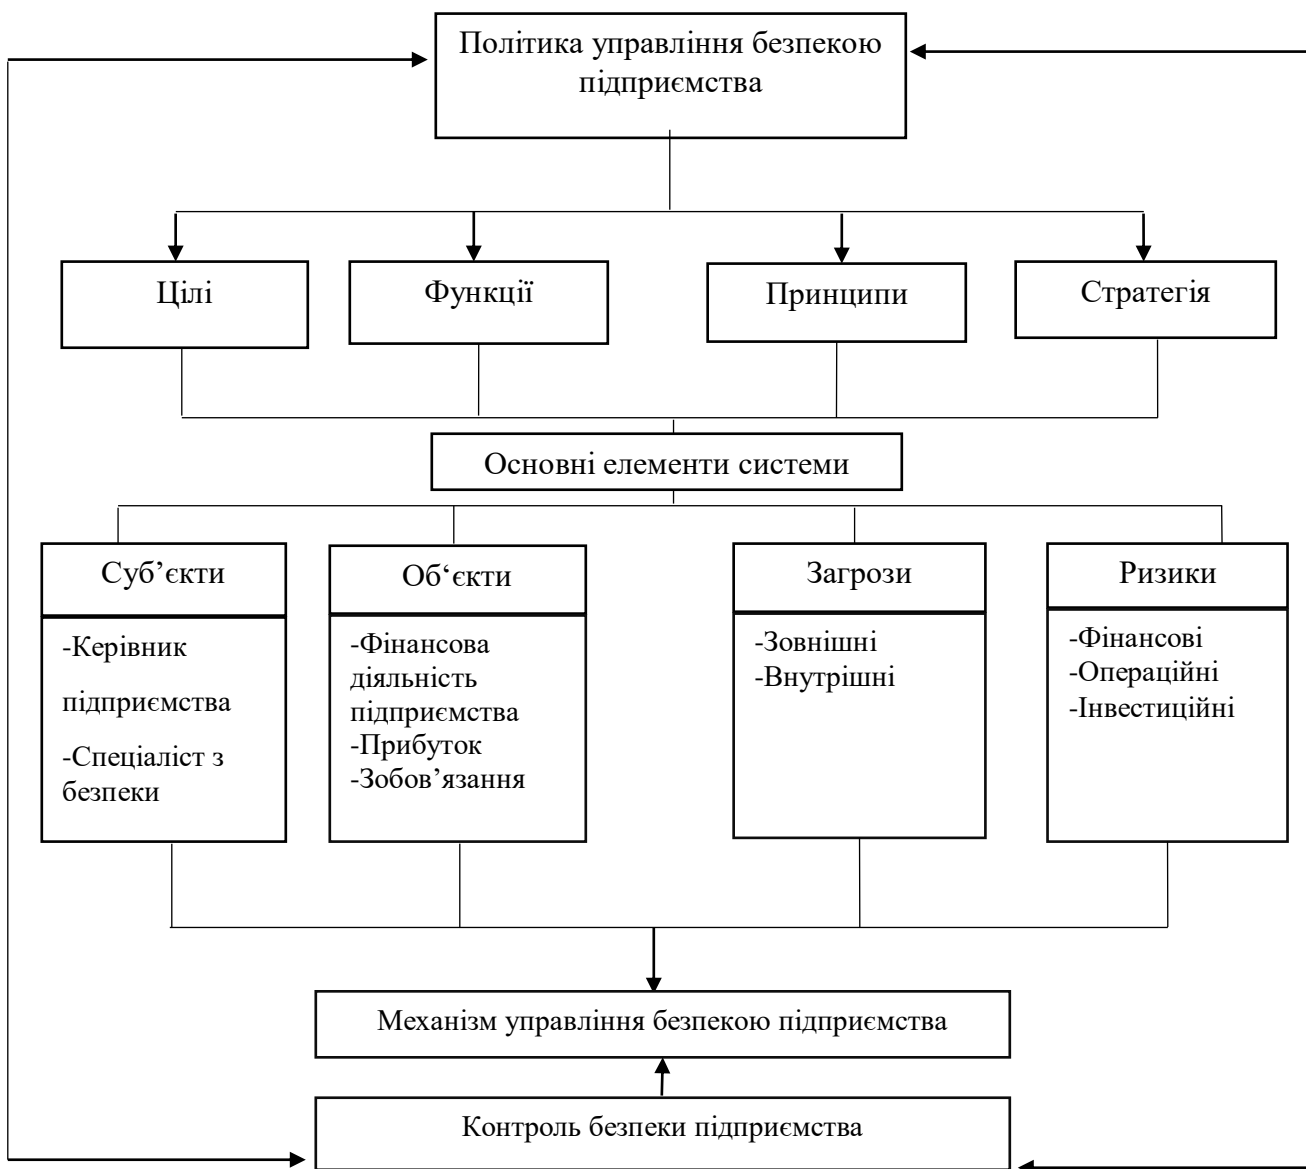 Політика управління безпекою
підприємства
Цілі
Функції
Принципи
Стратегія
Основні елементи системи
Суб’єкти
Об‘єкти
Загрози
Ризики
-Керівник
підприємства
-Спеціаліст з
безпеки
-Фінансова
діяльність
підприємства
-Прибуток
-Зобов’язання
-Зовнішні
-Внутрішні
-Фінансові
-Операційні
-Інвестиційні
Механізм управління безпекою підприємства
Контроль безпеки підприємства